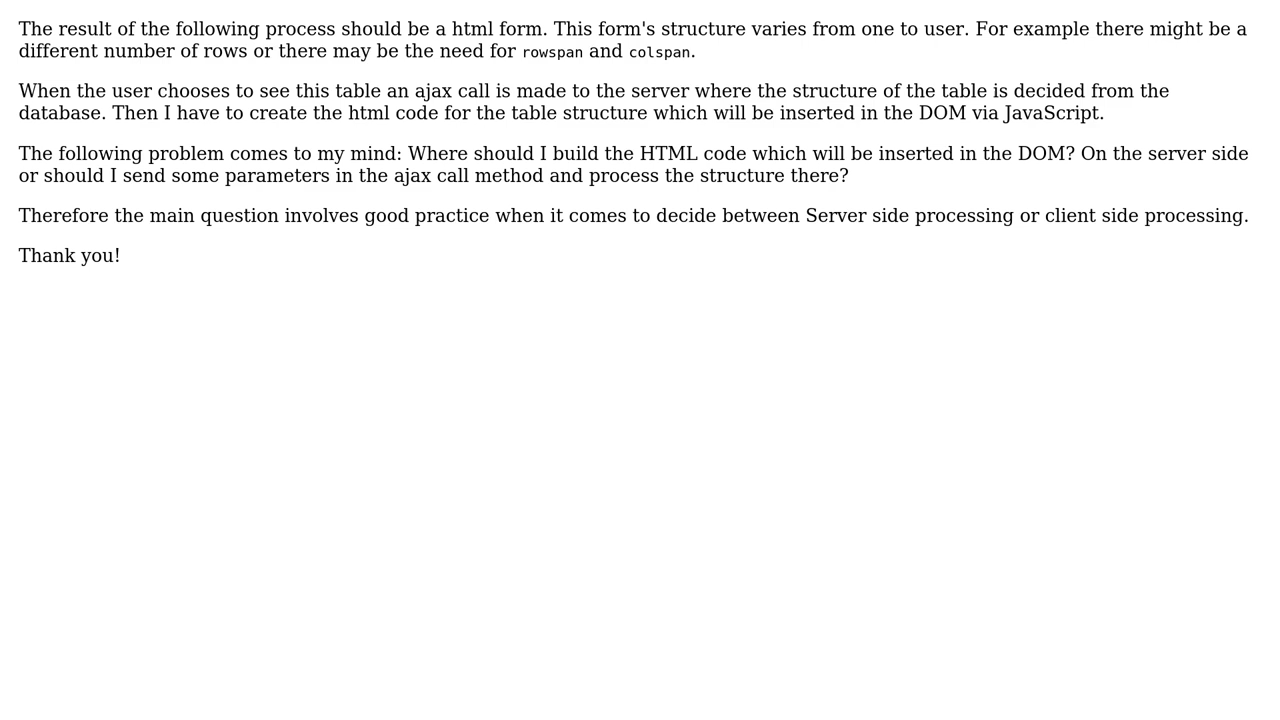 The result of the following process should be a html form. This form's structure varies from one to user. For example there might be a
different number of rows or there may be the need for rowspan and colspan.
When the user chooses to see this table an ajax call is made to the server where the structure of the table is decided from the
database. Then I have to create the html code for the table structure which will be inserted in the DOM via JavaScript.
The following problem comes to my mind: Where should I build the HTML code which will be inserted in the DOM? On the server side
or should I send some parameters in the ajax call method and process the structure there?
Therefore the main question involves good practice when it comes to decide between Server side processing or client side processing.
Thank you!